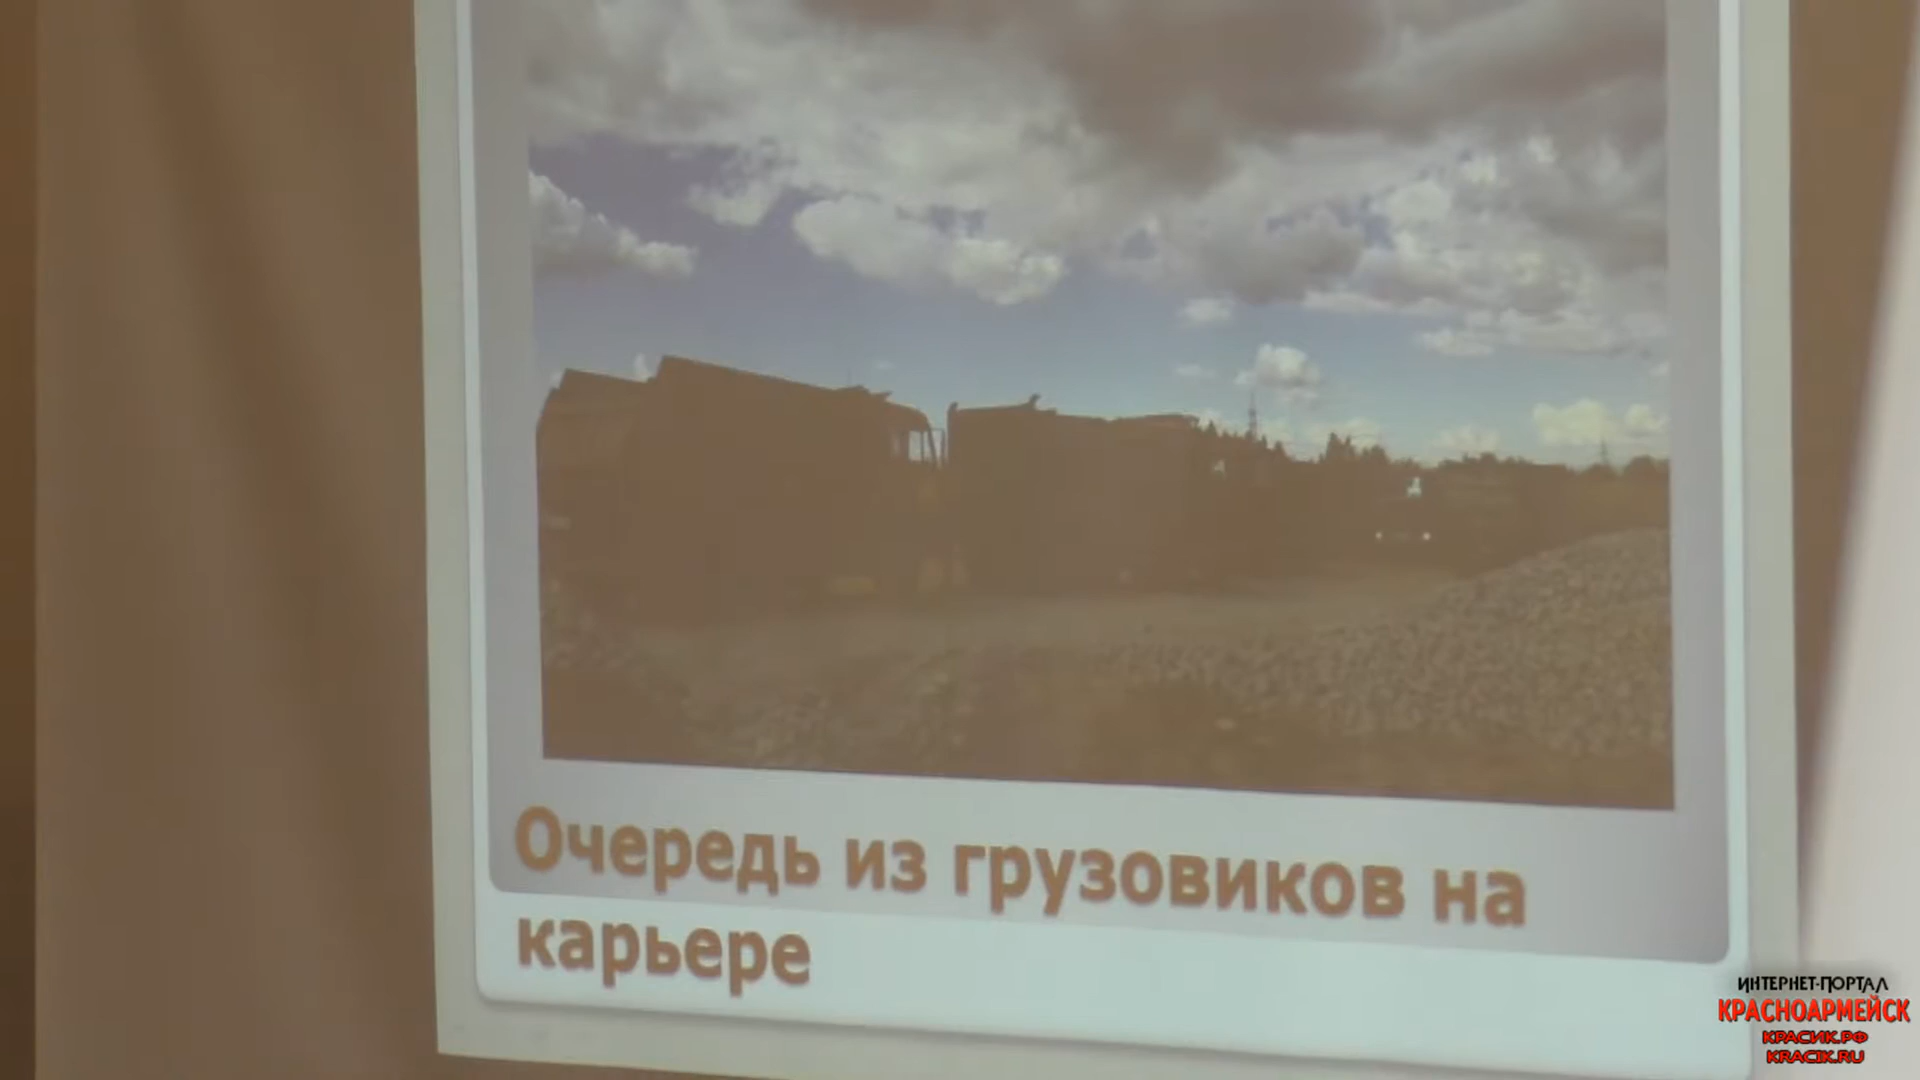 Очередь из грузовиков на
карьере
ИНТЕРНЕТ-ПОРТАЛ
КРАСНОАРМЕЙСК
КРАСИК.РФ
KRACIK.RU